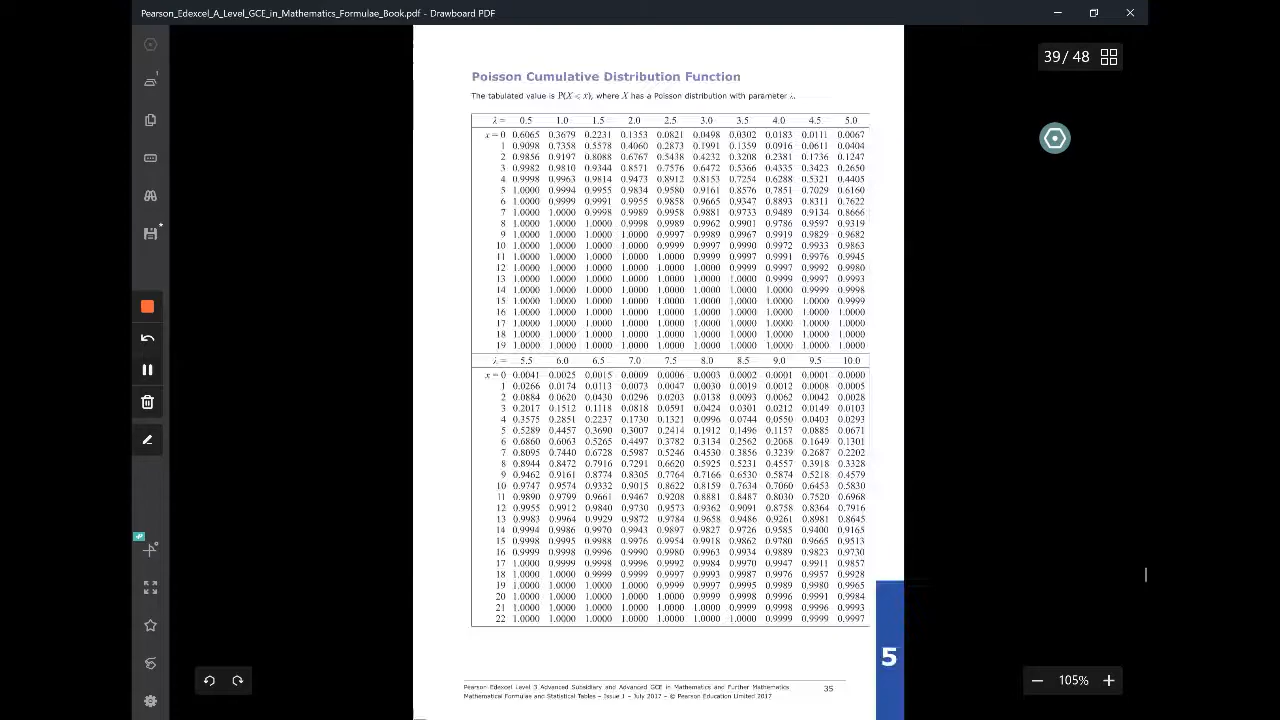 Pearson_Edexcel_A_Level_GCE_in_Mathematics_Formulae_Book.pdf - Drawboard PDF
39 / 48
Poisson Cumulative Distribution Function
The tabulated value is P(X ⩽ x), where X has a Poisson distribution with parameter λ.
λ = 0.5 1.0 1.5 2.0 2.5 3.0 3.5 4.0 4.5 5.0
x = 0 0.6065 0.3679 0.2231 0.1353 0.0821 0.0498 0.0302 0.0183 0.0111 0.0067
1 0.9098 0.7358 0.5578 0.4060 0.2873 0.1991 0.1359 0.0916 0.0611 0.0404
2 0.9856 0.9197 0.8088 0.6767 0.5438 0.4232 0.3208 0.2381 0.1736 0.1247
3 0.9982 0.9810 0.9344 0.8571 0.7576 0.6472 0.5366 0.4335 0.3423 0.2650
4 0.9998 0.9963 0.9814 0.9473 0.8912 0.8153 0.7254 0.6288 0.5321 0.4405
5 1.0000 0.9994 0.9955 0.9834 0.9580 0.9161 0.8576 0.7851 0.7029 0.6160
6 1.0000 0.9999 0.9991 0.9955 0.9858 0.9665 0.9347 0.8893 0.8311 0.7622
7 1.0000 1.0000 0.9998 0.9989 0.9958 0.9881 0.9733 0.9489 0.9134 0.8666
8 1.0000 1.0000 1.0000 0.9998 0.9989 0.9962 0.9901 0.9786 0.9597 0.9319
9 1.0000 1.0000 1.0000 1.0000 0.9997 0.9989 0.9967 0.9919 0.9829 0.9682
10 1.0000 1.0000 1.0000 1.0000 0.9999 0.9997 0.9990 0.9972 0.9933 0.9863
11 1.0000 1.0000 1.0000 1.0000 1.0000 0.9999 0.9997 0.9991 0.9976 0.9945
12 1.0000 1.0000 1.0000 1.0000 1.0000 1.0000 0.9999 0.9997 0.9992 0.9980
13 1.0000 1.0000 1.0000 1.0000 1.0000 1.0000 1.0000 0.9999 0.9997 0.9993
14 1.0000 1.0000 1.0000 1.0000 1.0000 1.0000 1.0000 1.0000 0.9999 0.9998
15 1.0000 1.0000 1.0000 1.0000 1.0000 1.0000 1.0000 1.0000 1.0000 0.9999
16 1.0000 1.0000 1.0000 1.0000 1.0000 1.0000 1.0000 1.0000 1.0000 1.0000
17 1.0000 1.0000 1.0000 1.0000 1.0000 1.0000 1.0000 1.0000 1.0000 1.0000
18 1.0000 1.0000 1.0000 1.0000 1.0000 1.0000 1.0000 1.0000 1.0000 1.0000
19 1.0000 1.0000 1.0000 1.0000 1.0000 1.0000 1.0000 1.0000 1.0000 1.0000
λ = 5.5 6.0 6.5 7.0 7.5 8.0 8.5 9.0 9.5 10.0
x = 0 0.0041 0.0025 0.0015 0.0009 0.0006 0.0003 0.0002 0.0001 0.0001 0.0000
1 0.0266 0.0174 0.0113 0.0073 0.0047 0.0030 0.0019 0.0012 0.0008 0.0005
2 0.0884 0.0620 0.0430 0.0296 0.0203 0.0138 0.0093 0.0062 0.0042 0.0028
3 0.2017 0.1512 0.1118 0.0818 0.0591 0.0424 0.0301 0.0212 0.0149 0.0103
4 0.3575 0.2851 0.2237 0.1730 0.1321 0.0996 0.0744 0.0550 0.0403 0.0293
5 0.5289 0.4457 0.3690 0.3007 0.2414 0.1912 0.1496 0.1157 0.0885 0.0671
6 0.6860 0.6063 0.5265 0.4497 0.3782 0.3134 0.2562 0.2068 0.1649 0.1301
7 0.8095 0.7440 0.6728 0.5987 0.5246 0.4530 0.3856 0.3239 0.2687 0.2202
8 0.8944 0.8472 0.7916 0.7291 0.6620 0.5925 0.5231 0.4557 0.3918 0.3328
9 0.9462 0.9161 0.8774 0.8305 0.7764 0.7166 0.6530 0.5874 0.5218 0.4579
10 0.9747 0.9574 0.9332 0.9015 0.8622 0.8159 0.7634 0.7060 0.6453 0.5830
11 0.9890 0.9799 0.9661 0.9467 0.9208 0.8881 0.8487 0.8030 0.7520 0.6968
12 0.9955 0.9912 0.9840 0.9730 0.9573 0.9362 0.9091 0.8758 0.8364 0.7916
13 0.9983 0.9964 0.9929 0.9872 0.9784 0.9658 0.9486 0.9261 0.8981 0.8645
14 0.9994 0.9986 0.9970 0.9943 0.9897 0.9827 0.9726 0.9585 0.9400 0.9165
15 0.9998 0.9995 0.9988 0.9976 0.9954 0.9918 0.9862 0.9780 0.9665 0.9513
16 0.9999 0.9998 0.9996 0.9990 0.9980 0.9963 0.9934 0.9889 0.9823 0.9730
17 1.0000 0.9999 0.9998 0.9996 0.9992 0.9984 0.9970 0.9947 0.9911 0.9857
18 1.0000 1.0000 0.9999 0.9999 0.9997 0.9993 0.9987 0.9976 0.9957 0.9928
19 1.0000 1.0000 1.0000 1.0000 0.9999 0.9997 0.9995 0.9989 0.9980 0.9965
20 1.0000 1.0000 1.0000 1.0000 1.0000 0.9999 0.9998 0.9996 0.9991 0.9984
21 1.0000 1.0000 1.0000 1.0000 1.0000 1.0000 0.9999 0.9998 0.9996 0.9993
22 1.0000 1.0000 1.0000 1.0000 1.0000 1.0000 1.0000 0.9999 0.9999 0.9997
5
Pearson Edexcel Level 3 Advanced Subsidiary and Advanced GCE in Mathematics and Further Mathematics
Mathematical Formulae and Statistical Tables – Issue 1 – July 2017 – © Pearson Education Limited 2017
35
105%